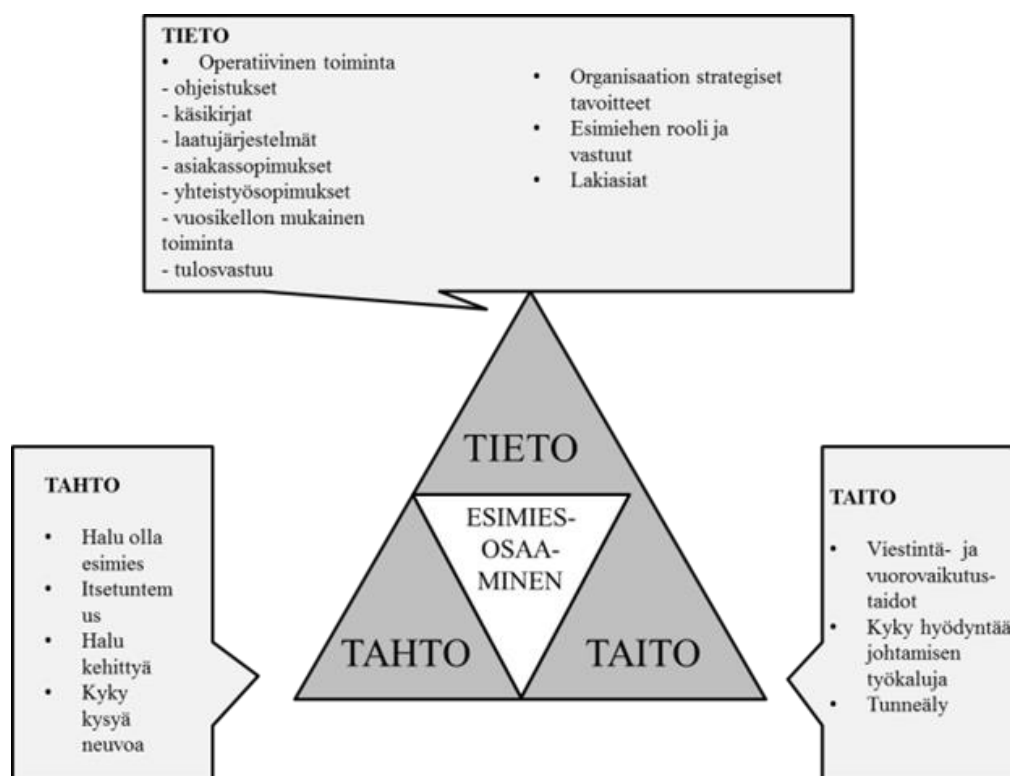 TIETO
• Operatiivinen toiminta
- ohjeistukset
- käsikirjat
- laatujärjestelmät
- asiakassopimukset
- yhteistyösopimukset
- vuosikellon mukainen
toiminta
- tulosvastuu
• Organisaation strategiset
tavoitteet
• Esimiehen rooli ja
vastuut
• Lakiasiat
TIETO
ESIMIES-
OSAA-
MINEN
TAHTO
TAITO
TAHTO
• Halu olla
esimies
• Itsetuntem
us
• Halu
kehittyä
• Kyky
kysyä
neuvoa
TAITO
• Viestintä- ja
vuorovaikutus-
taidot
• Kyky hyödyntää
johtamisen
työkaluja
• Tunneäly